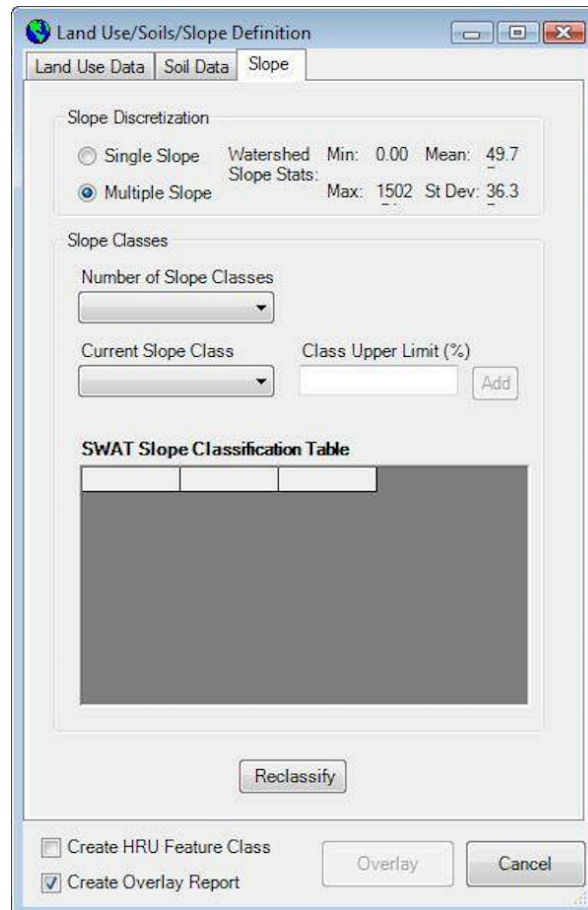 Land Use/Soils/Slope Definition
Land Use Data Soil Data Slope
Slope Discretization
Single Slope Watershed Min: 0.00 Mean: 49.7
Slope Stats:
Multiple Slope Max: 1502 St Dev: 36.3
Slope Classes
Number of Slope Classes
Current Slope Class Class Upper Limit (%)
Add
SWAT Slope Classification Table
Reclassify
Create HRU Feature Class
Overlay Cancel
Create Overlay Report